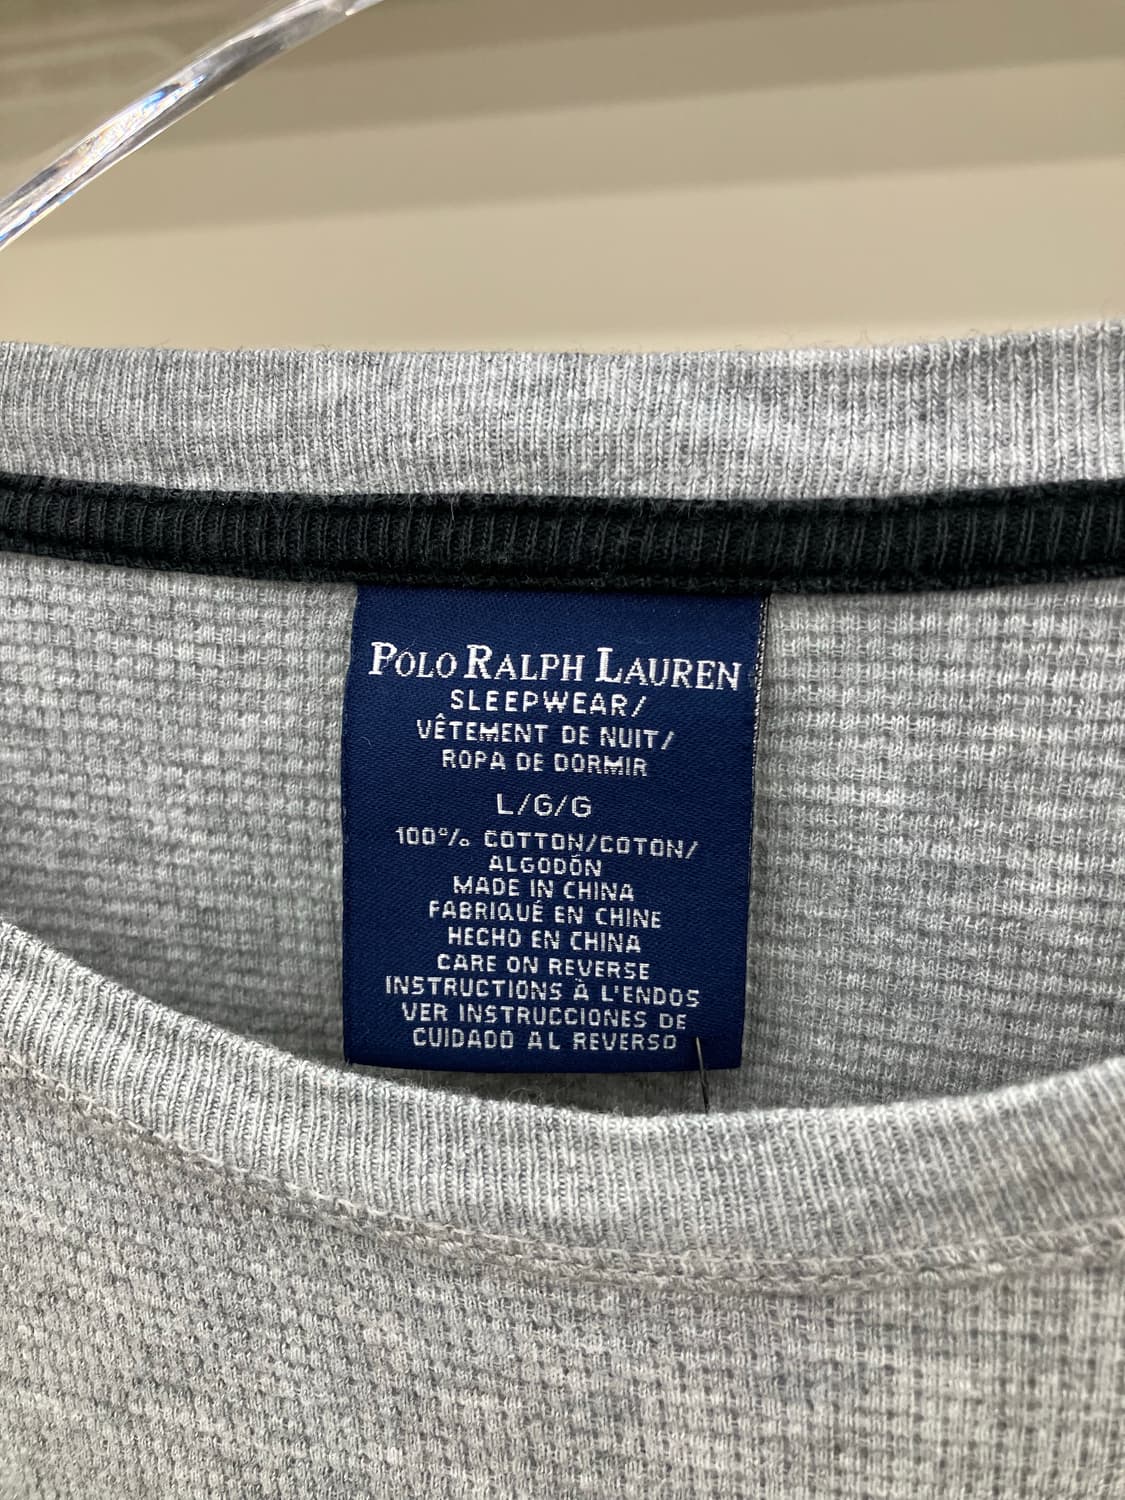 POLO RALPH LAUREN
SLEEPWEAR/
VÊTEMENT DE NUIT/
ROPA DE DORMIR
L/G/G
100% COTTON/COTON/
ALGODÓN
MADE IN CHINA
FABRIQUÉ EN CHINE
HECHO EN CHINA
CARE ON REVERSE
INSTRUCTIONS À L'ENDOS
VER INSTRUCCIONES DE
CUIDADO AL REVERSO